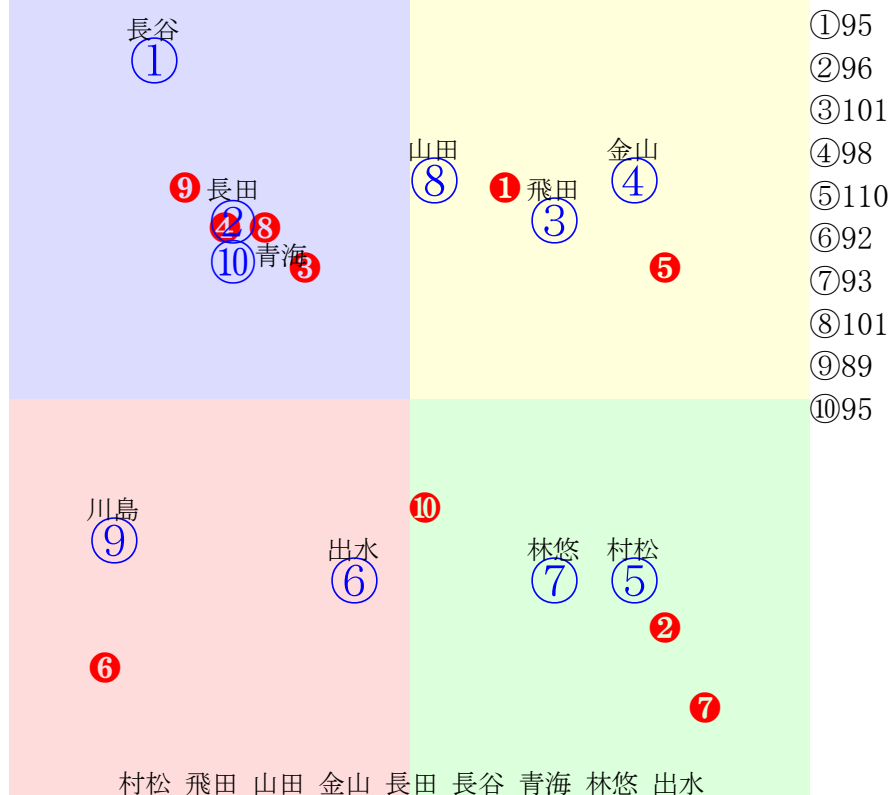 長谷
①
山田
⑧
金山
④
❶
飛田
③
❾
長田
②
❹
❽
⑩
青海
❸
❺
川島
⑨
❿
出水
⑥
林悠
⑦
村松
⑤
❷
❻
❼
村松 飛田 山田 金山 長田 長谷 青海 林悠 出水
①95
②96
③101
④98
⑤110
⑥92
⑦93
⑧101
⑨89
⑩95